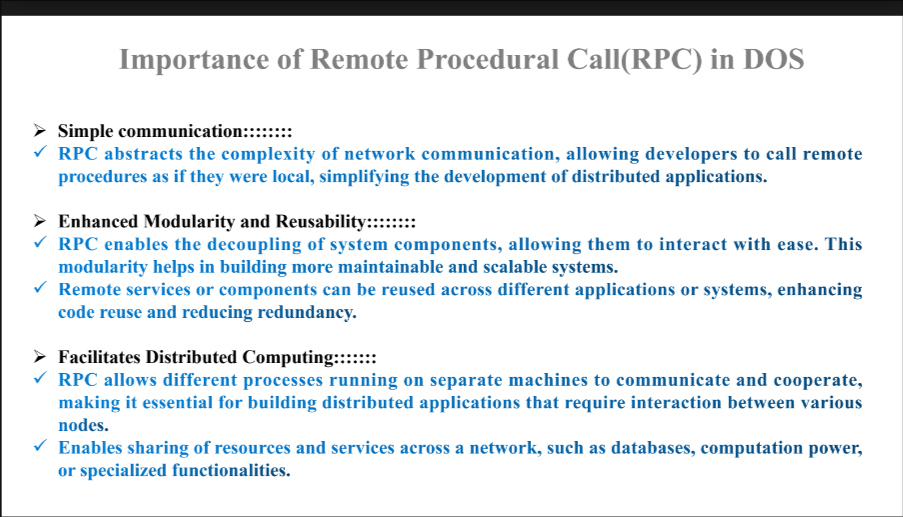 Importance of Remote Procedural Call(RPC) in DOS
➢ Simple communication::::::::
✓ RPC abstracts the complexity of network communication, allowing developers to call remote
procedures as if they were local, simplifying the development of distributed applications.
➢ Enhanced Modularity and Reusability::::::::
✓ RPC enables the decoupling of system components, allowing them to interact with ease. This
modularity helps in building more maintainable and scalable systems.
✓ Remote services or components can be reused across different applications or systems, enhancing
code reuse and reducing redundancy.
➢ Facilitates Distributed Computing:::::::
✓ RPC allows different processes running on separate machines to communicate and cooperate,
making it essential for building distributed applications that require interaction between various
nodes.
✓ Enables sharing of resources and services across a network, such as databases, computation power,
or specialized functionalities.